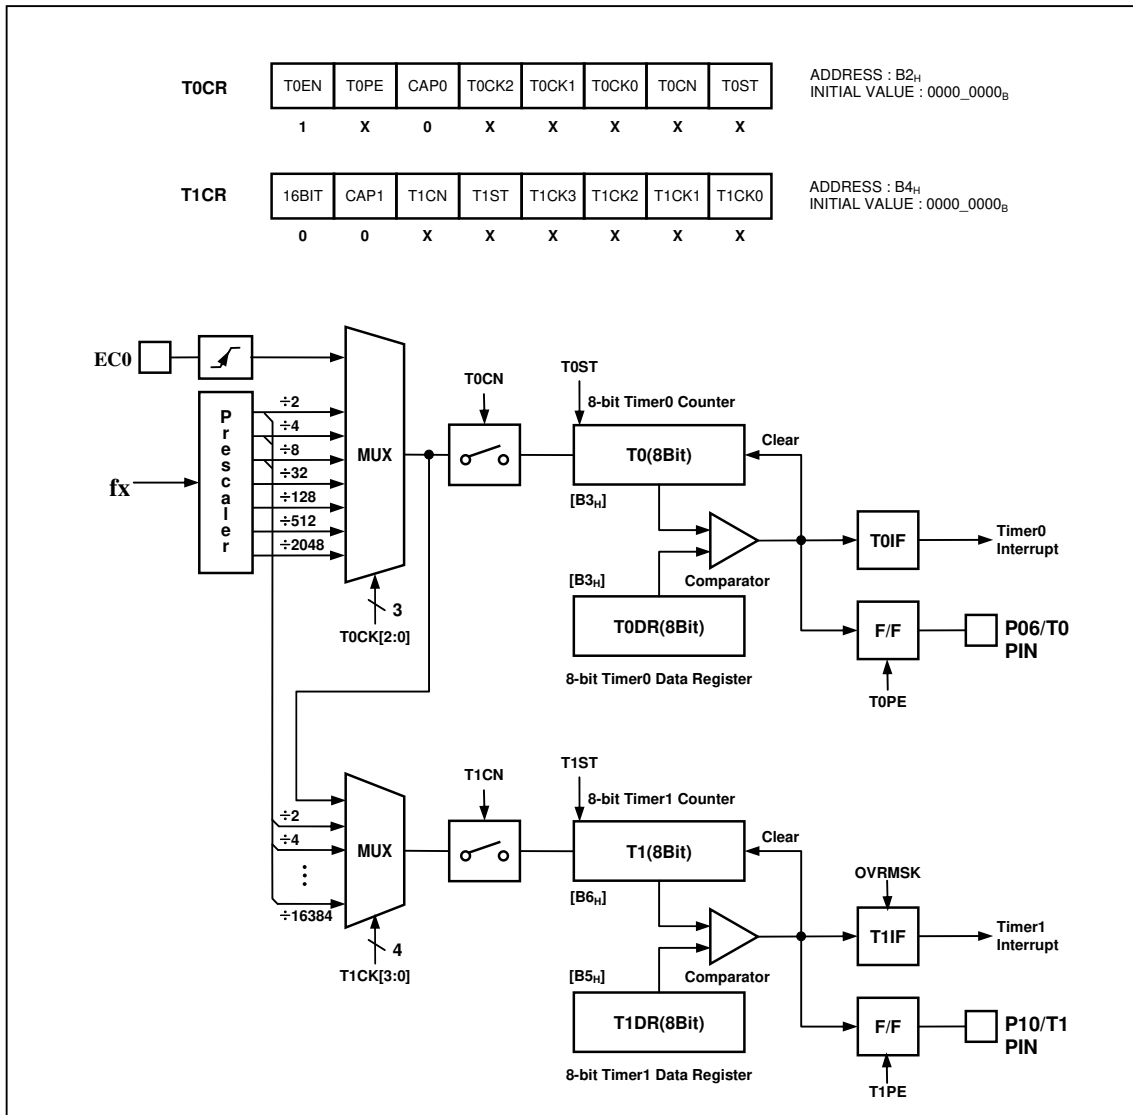 T0CR T0EN T0PE CAP0 T0CK2 T0CK1 T0CK0 T0CN T0ST
1 X 0 X X X X X
ADDRESS : B2H
INITIAL VALUE : 0000_0000B
T1CR 16BIT CAP1 T1CN T1ST T1CK3 T1CK2 T1CK1 T1CK0
0 0 X X X X X X
ADDRESS : B4H
INITIAL VALUE : 0000_0000B
EC0
fx
Prescaler
÷2
÷4
÷8
÷32
÷128
÷512
÷2048
MUX
3
T0CK[2:0]
T0CN
T0ST
8-bit Timer0 Counter
T0(8Bit)
Clear
[B3H]
Comparator
[B3H]
T0DR(8Bit)
8-bit Timer0 Data Register
T0IF
Timer0
Interrupt
F/F
P06/T0
PIN
T0PE
÷2
÷4
⋮
÷16384
MUX
4
T1CK[3:0]
T1CN
T1ST
8-bit Timer1 Counter
T1(8Bit)
Clear
[B6H]
Comparator
[B5H]
T1DR(8Bit)
8-bit Timer1 Data Register
OVRMSK
T1IF
Timer1
Interrupt
F/F
P10/T1
PIN
T1PE